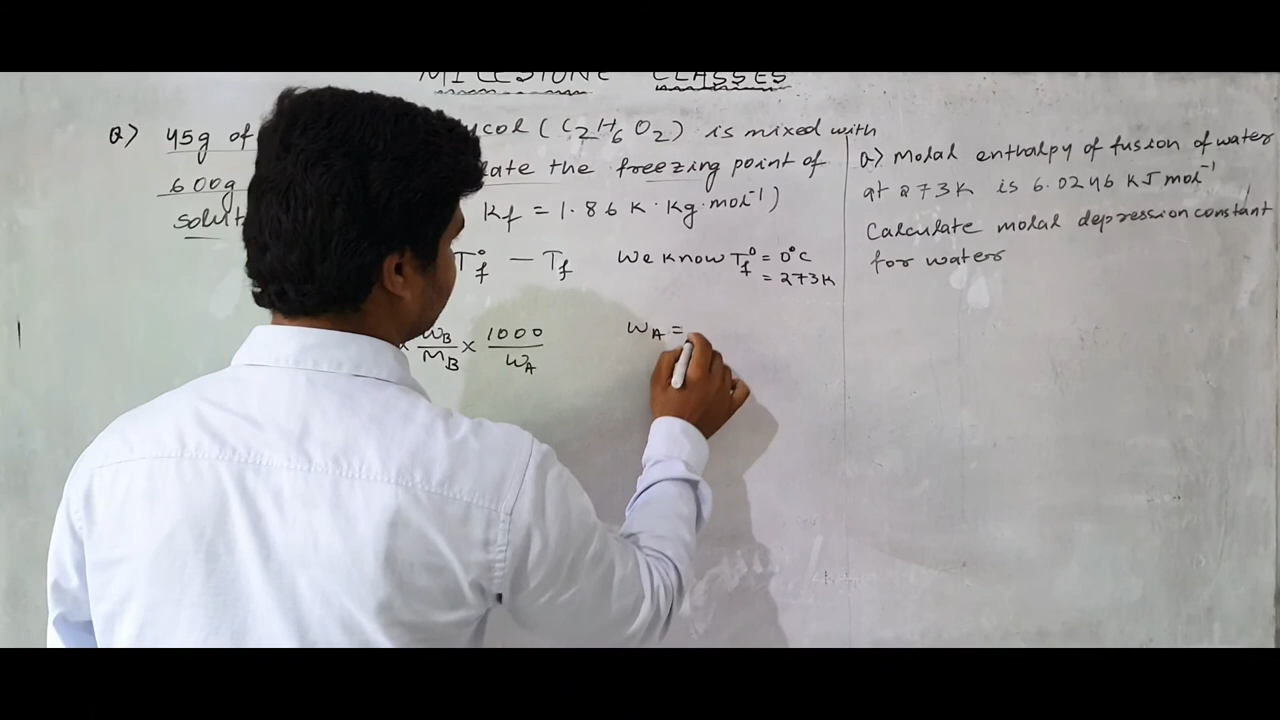 MILESTONE CLASSES
Q> 45g of ycol (C2H6O2) is mixed with
600g late the freezing point of
solut Kf = 1.86 K·Kg·mol⁻¹)
Tf° - Tf We know Tf° = 0°C
= 273K
× WB/MB × 1000/WA WA =
Q> Molal enthalpy of fusion of water
at 273K is 6.0246 KJ mol⁻¹
Calculate molal depression constant
for water